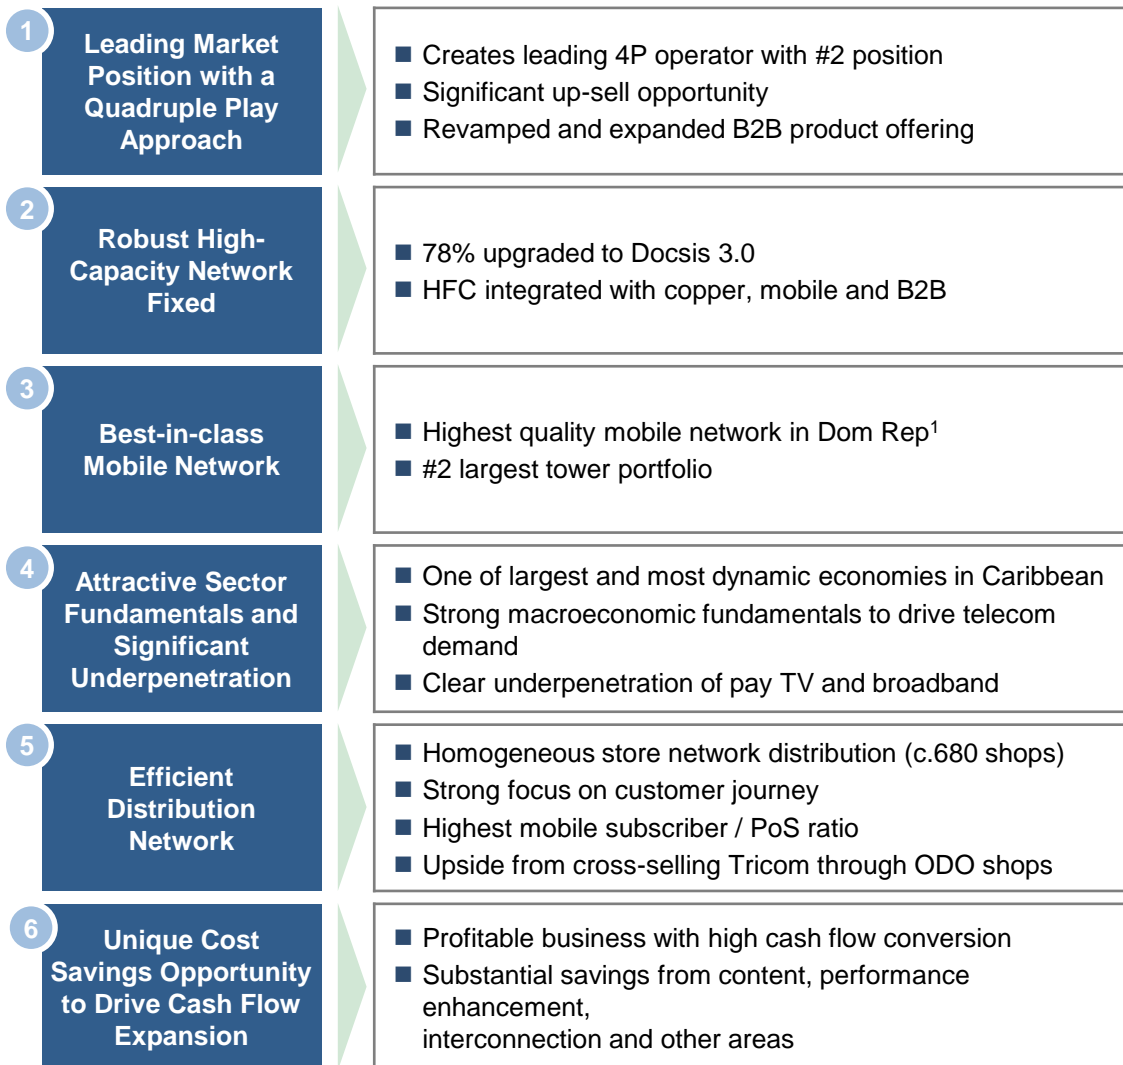 1
Leading Market
Position with a
Quadruple Play
Approach
■ Creates leading 4P operator with #2 position
■ Significant up-sell opportunity
■ Revamped and expanded B2B product offering
2
Robust High-
Capacity Network
Fixed
■ 78% upgraded to Docsis 3.0
■ HFC integrated with copper, mobile and B2B
3
Best-in-class
Mobile Network
■ Highest quality mobile network in Dom Rep¹
■ #2 largest tower portfolio
4
Attractive Sector
Fundamentals and
Significant
Underpenetration
■ One of largest and most dynamic economies in Caribbean
■ Strong macroeconomic fundamentals to drive telecom
demand
■ Clear underpenetration of pay TV and broadband
5
Efficient
Distribution
Network
■ Homogeneous store network distribution (c.680 shops)
■ Strong focus on customer journey
■ Highest mobile subscriber / PoS ratio
■ Upside from cross-selling Tricom through ODO shops
6
Unique Cost
Savings Opportunity
to Drive Cash Flow
Expansion
■ Profitable business with high cash flow conversion
■ Substantial savings from content, performance
enhancement,
interconnection and other areas